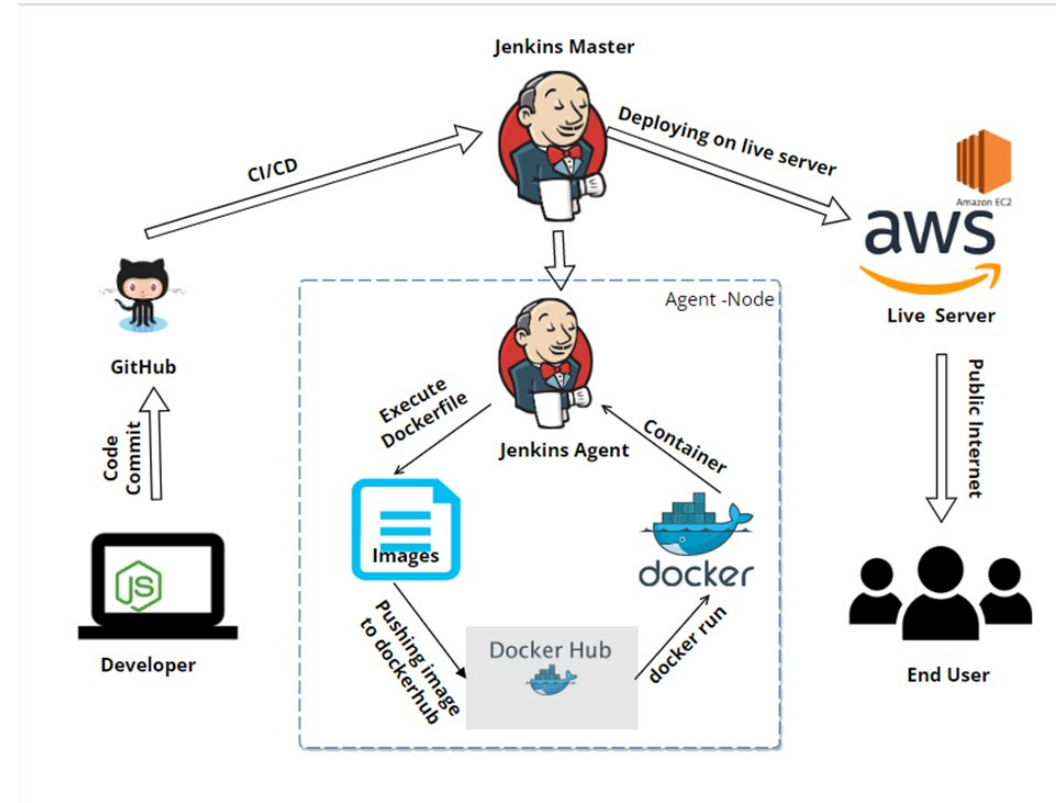 Jenkins Master
Deploying on live server
CI/CD
Amazon EC2
aws
Live Server
GitHub
Agent -Node
Code
Commit
Execute
Dockerfile
Jenkins Agent
Container
Public Internet
Images
docker
JS
Pushing image
to dockerhub
Docker Hub
docker run
Developer
End User